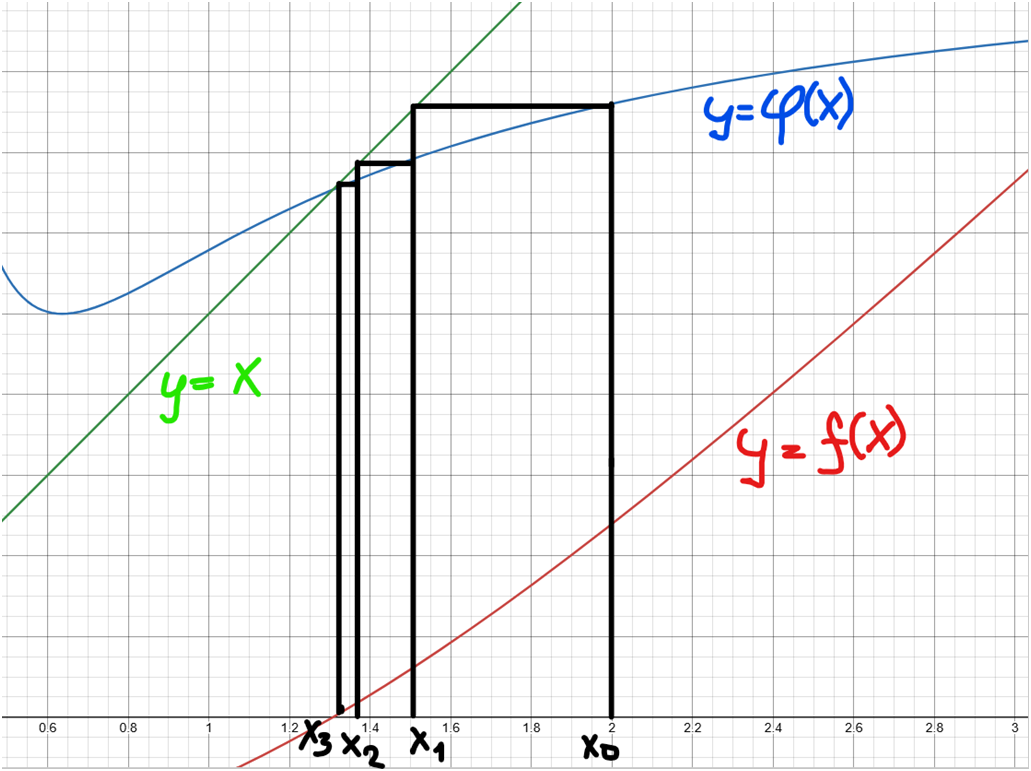 y=φ(x)
y=x
y=f(x)
0.6 0.8 1 1.2 1.4 1.6 1.8 2 2.2 2.4 2.6 2.8 3
x₃ x₂ x₁ x₀